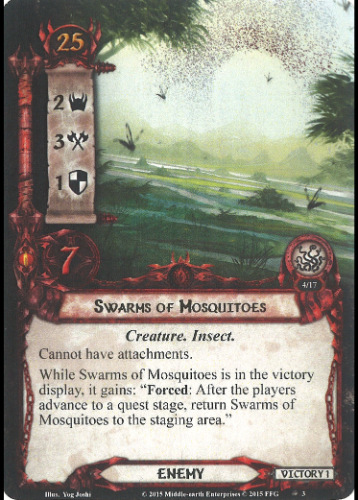 25
2
3
1
7
4/17
Swarms of Mosquitoes
Creature. Insect.
Cannot have attachments.
While Swarms of Mosquitoes is in the victory
display, it gains: “Forced: After the players
advance to a quest stage, return Swarms of
Mosquitoes to the staging area.”
ENEMY
VICTORY 1
Illus. Yog Joshi
© 2015 Middle-earth Enterprises © 2015 FFG
3